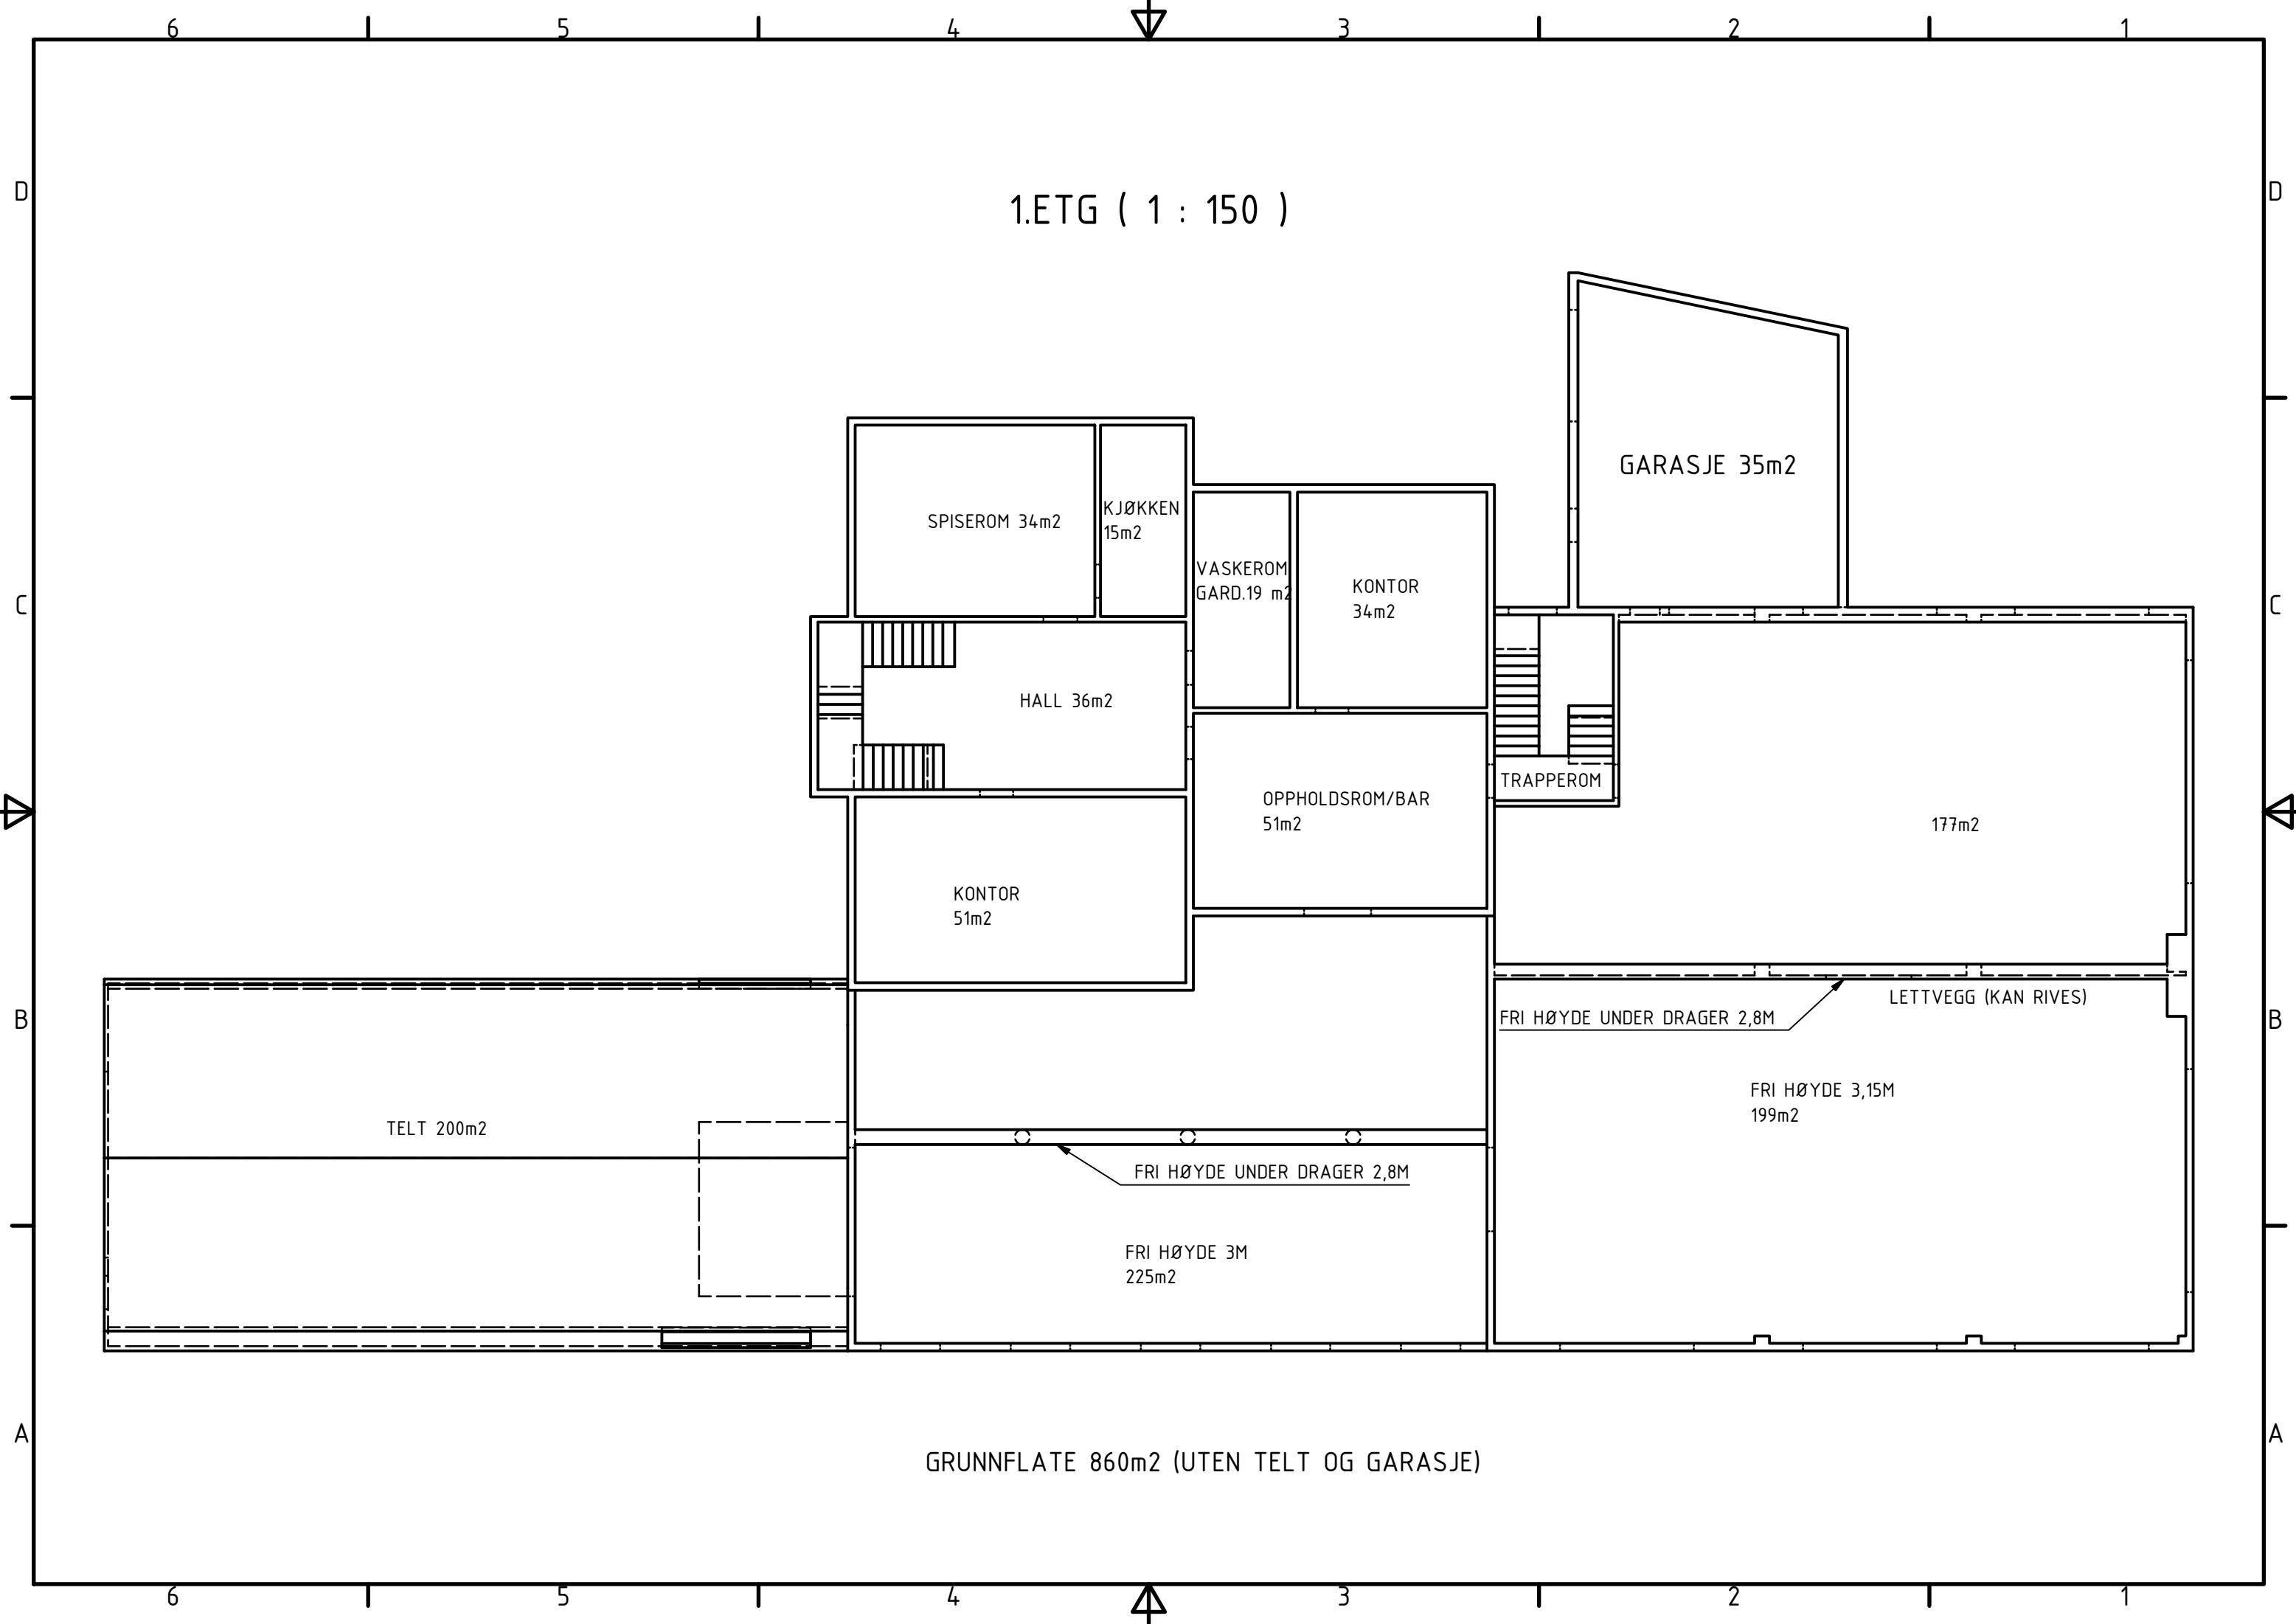 6 5 4 3 2 1
D D
1.ETG ( 1 : 150 )
GARASJE 35m2
SPISEROM 34m2
KJØKKEN
15m2
VASKEROM
GARD.19 m2
KONTOR
34m2
C C
HALL 36m2
TRAPPEROM
OPPHOLDSROM/BAR
51m2
177m2
KONTOR
51m2
LETTVEGG (KAN RIVES)
FRI HØYDE UNDER DRAGER 2,8M
B B
FRI HØYDE 3,15M
199m2
TELT 200m2
FRI HØYDE UNDER DRAGER 2,8M
FRI HØYDE 3M
225m2
A A
GRUNNFLATE 860m2 (UTEN TELT OG GARASJE)
6 5 4 3 2 1